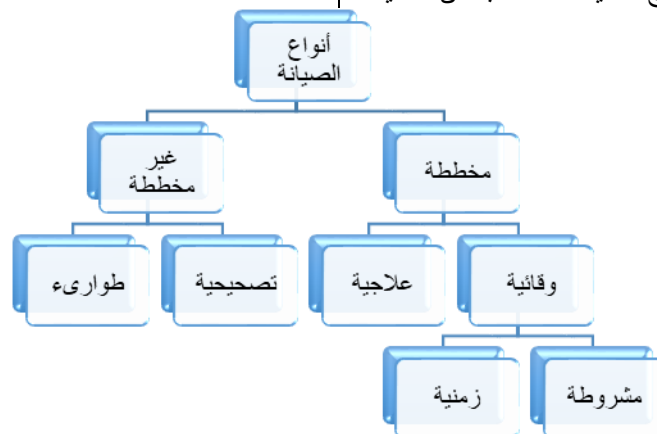 أنواع
الصيانة
مخططة
غير
مخططة
وقائية
علاجية
تصحيحية
طوارىء
مشروطة
زمنية